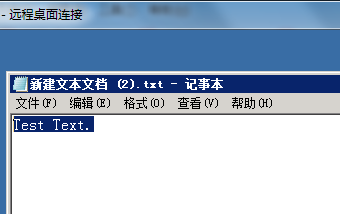 - 远程桌面连接
新建文本文档 (2).txt - 记事本
文件(F) 编辑(E) 格式(O) 查看(V) 帮助(H)
Test Text.